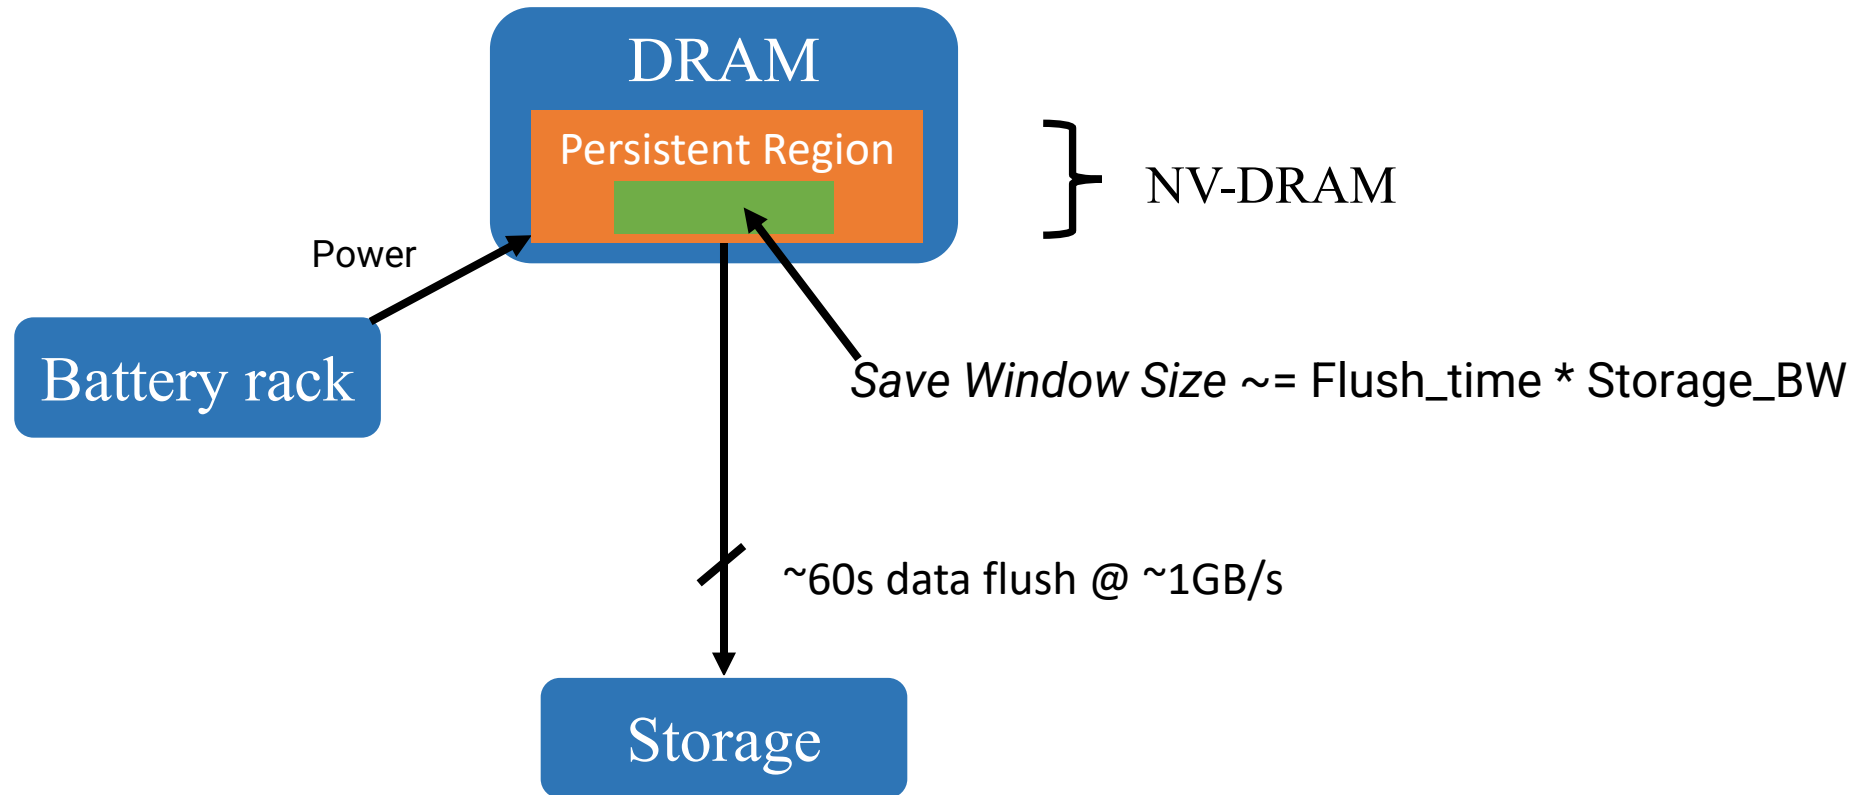 DRAM
Persistent Region
NV-DRAM
Power
Battery rack
Save Window Size ~= Flush_time * Storage_BW
~60s data flush @ ~1GB/s
Storage